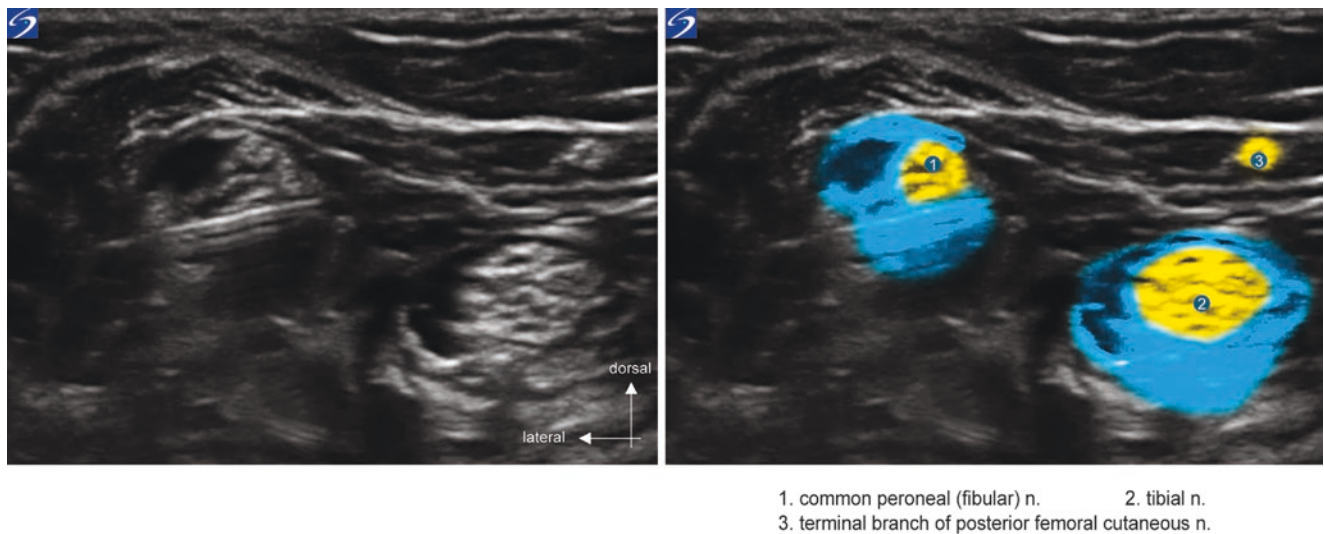 dorsal
lateral
1
3
2
1. common peroneal (fibular) n. 2. tibial n.
3. terminal branch of posterior femoral cutaneous n.